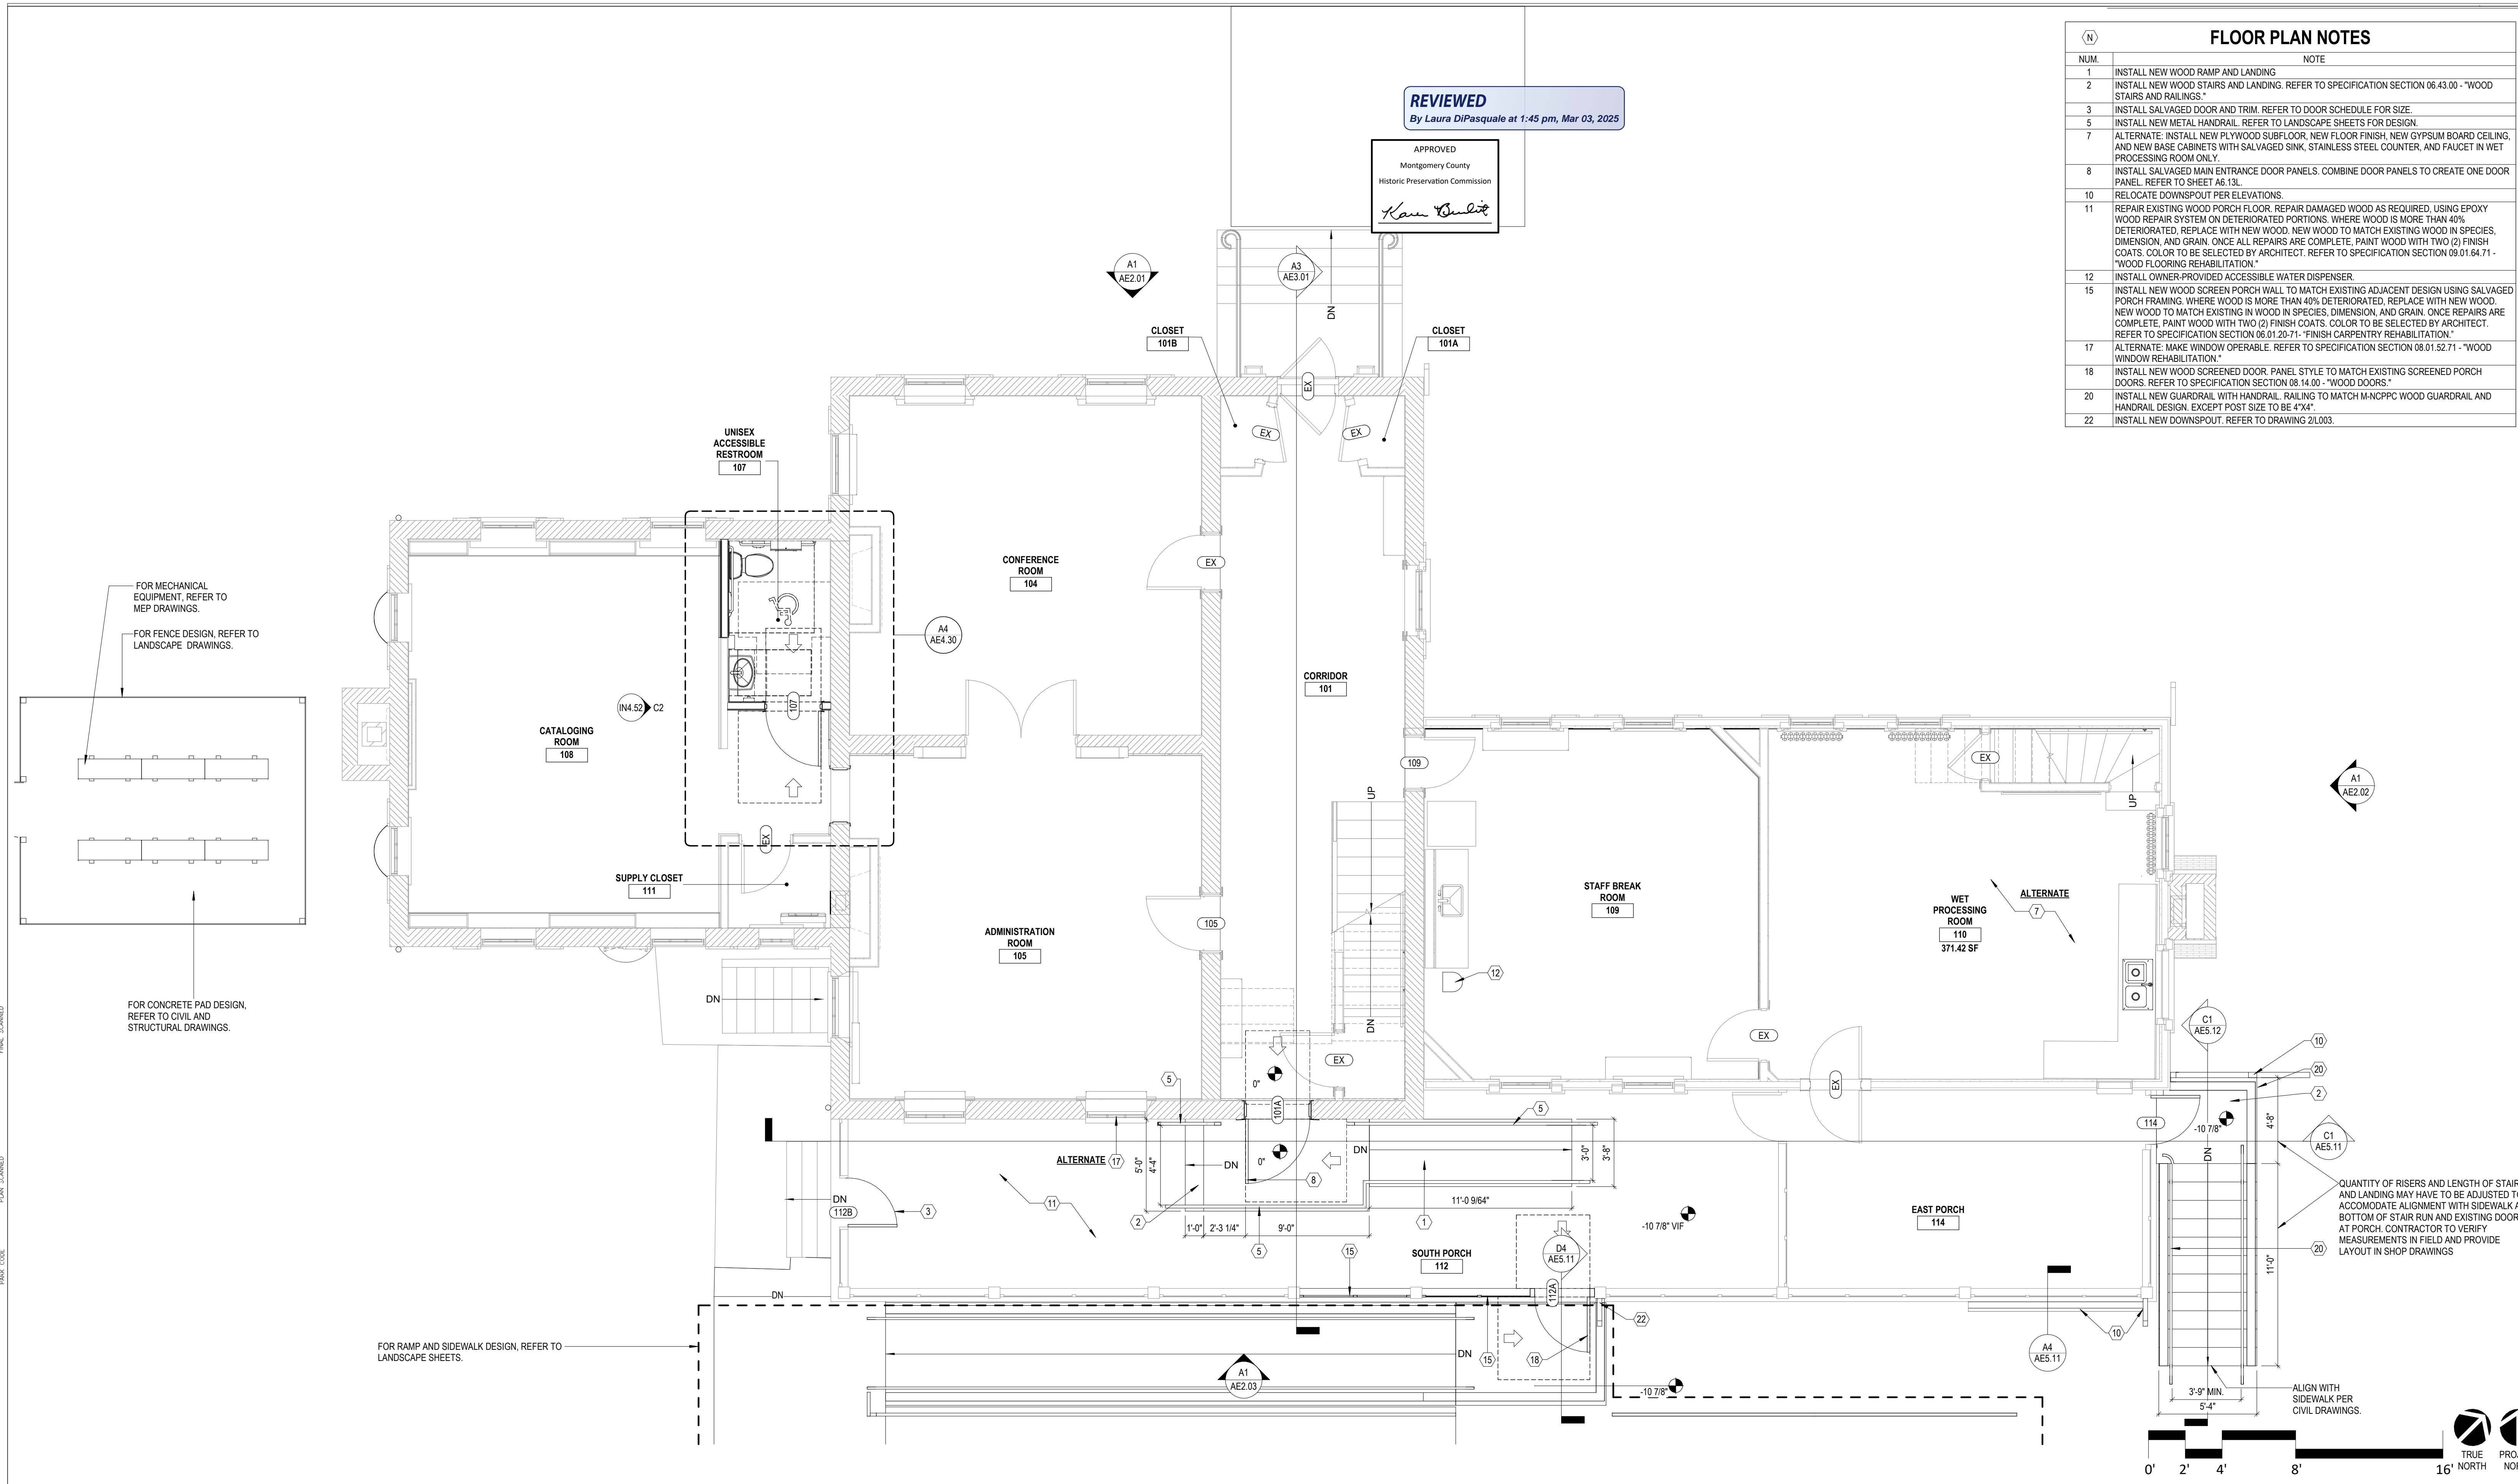 FLOOR PLAN NOTES
N
NUM. NOTE
1 INSTALL NEW WOOD RAMP AND LANDING
2 INSTALL NEW WOOD STAIRS AND LANDING. REFER TO SPECIFICATION SECTION 06.43.00 - "WOOD
STAIRS AND RAILINGS."
3 INSTALL SALVAGED DOOR AND TRIM. REFER TO DOOR SCHEDULE FOR SIZE.
5 INSTALL NEW METAL HANDRAIL. REFER TO LANDSCAPE SHEETS FOR DESIGN.
7 ALTERNATE: INSTALL NEW PLYWOOD SUBFLOOR, NEW FLOOR FINISH, NEW GYPSUM BOARD CEILING,
AND NEW BASE CABINETS WITH SALVAGED SINK, STAINLESS STEEL COUNTER, AND FAUCET IN WET
PROCESSING ROOM ONLY.
8 INSTALL SALVAGED MAIN ENTRANCE DOOR PANELS. COMBINE DOOR PANELS TO CREATE ONE DOOR
PANEL. REFER TO SHEET A6.13L.
10 RELOCATE DOWNSPOUT PER ELEVATIONS.
11 REPAIR EXISTING WOOD PORCH FLOOR. REPAIR DAMAGED WOOD AS REQUIRED, USING EPOXY
WOOD REPAIR SYSTEM ON DETERIORATED PORTIONS. WHERE WOOD IS MORE THAN 40%
DETERIORATED, REPLACE WITH NEW WOOD. NEW WOOD TO MATCH EXISTING WOOD IN SPECIES,
DIMENSION, AND GRAIN. ONCE ALL REPAIRS ARE COMPLETE, PAINT WOOD WITH TWO (2) FINISH
COATS. COLOR TO BE SELECTED BY ARCHITECT. REFER TO SPECIFICATION SECTION 09.01.64.71 -
"WOOD FLOORING REHABILITATION."
12 INSTALL OWNER-PROVIDED ACCESSIBLE WATER DISPENSER.
15 INSTALL NEW WOOD SCREEN PORCH WALL TO MATCH EXISTING ADJACENT DESIGN USING SALVAGED
PORCH FRAMING. WHERE WOOD IS MORE THAN 40% DETERIORATED, REPLACE WITH NEW WOOD.
NEW WOOD TO MATCH EXISTING IN WOOD IN SPECIES, DIMENSION, AND GRAIN. ONCE REPAIRS ARE
COMPLETE, PAINT WOOD WITH TWO (2) FINISH COATS. COLOR TO BE SELECTED BY ARCHITECT.
REFER TO SPECIFICATION SECTION 06.01.20-71- "FINISH CARPENTRY REHABILITATION."
17 ALTERNATE: MAKE WINDOW OPERABLE. REFER TO SPECIFICATION SECTION 08.01.52.71 - "WOOD
WINDOW REHABILITATION."
18 INSTALL NEW WOOD SCREENED DOOR. PANEL STYLE TO MATCH EXISTING SCREENED PORCH
DOORS. REFER TO SPECIFICATION SECTION 08.14.00 - "WOOD DOORS."
20 INSTALL NEW GUARDRAIL WITH HANDRAIL. RAILING TO MATCH M-NCPPC WOOD GUARDRAIL AND
HANDRAIL DESIGN. EXCEPT POST SIZE TO BE 4"X4".
22 INSTALL NEW DOWNSPOUT. REFER TO DRAWING 2/L003.
REVIEWED
By Laura DiPasquale at 1:45 pm, Mar 03, 2025
APPROVED
Montgomery County
Historic Preservation Commission
A1
AE2.01
A3
AE3.01
DN
CLOSET
101B
CLOSET
101A
EX
EX
EX
UNISEX
ACCESSIBLE
RESTROOM
107
CONFERENCE
ROOM
104
EX
A4
AE4.30
FOR MECHANICAL
EQUIPMENT, REFER TO
MEP DRAWINGS.
FOR FENCE DESIGN, REFER TO
LANDSCAPE DRAWINGS.
CORRIDOR
101
IN4.52 C2
107
CATALOGING
ROOM
108
109
EX
UP
UP
A1
AE2.02
EX
SUPPLY CLOSET
111
STAFF BREAK
ROOM
109
ALTERNATE
7
WET
PROCESSING
ROOM
110
371.42 SF
105
ADMINISTRATION
ROOM
105
12
DN
DN
FOR CONCRETE PAD DESIGN,
REFER TO CIVIL AND
STRUCTURAL DRAWINGS.
C1
AE5.12
EX
EX
EX
10
20
2
5
0"
101A
5
114
-10 7/8"
4'-8"
C1
AE5.11
DN
ALTERNATE 17
5'-0"
4'-4"
DN
0"
DN
3'-0"
3'-8"
8
11
2
1'-0" 2'-3 1/4" 9'-0"
11'-0 9/64"
1
5
DN
112B
3
-10 7/8" VIF
EAST PORCH
114
QUANTITY OF RISERS AND LENGTH OF STAIR
AND LANDING MAY HAVE TO BE ADJUSTED TO
ACCOMODATE ALIGNMENT WITH SIDEWALK A
BOTTOM OF STAIR RUN AND EXISTING DOOR
AT PORCH. CONTRACTOR TO VERIFY
MEASUREMENTS IN FIELD AND PROVIDE
LAYOUT IN SHOP DRAWINGS
20
11'-0"
15
SOUTH PORCH
112
D4
AE5.11
112A
DN
22
10
FOR RAMP AND SIDEWALK DESIGN, REFER TO
LANDSCAPE SHEETS.
DN
15
18
A1
AE2.03
A4
AE5.11
-10 7/8"
3'-9" MIN.
5'-4"
ALIGN WITH
SIDEWALK PER
CIVIL DRAWINGS.
0' 2' 4' 8' 16'
TRUE
NORTH
FINAL SCANNED
PLAN SCANNED
PARK CODE